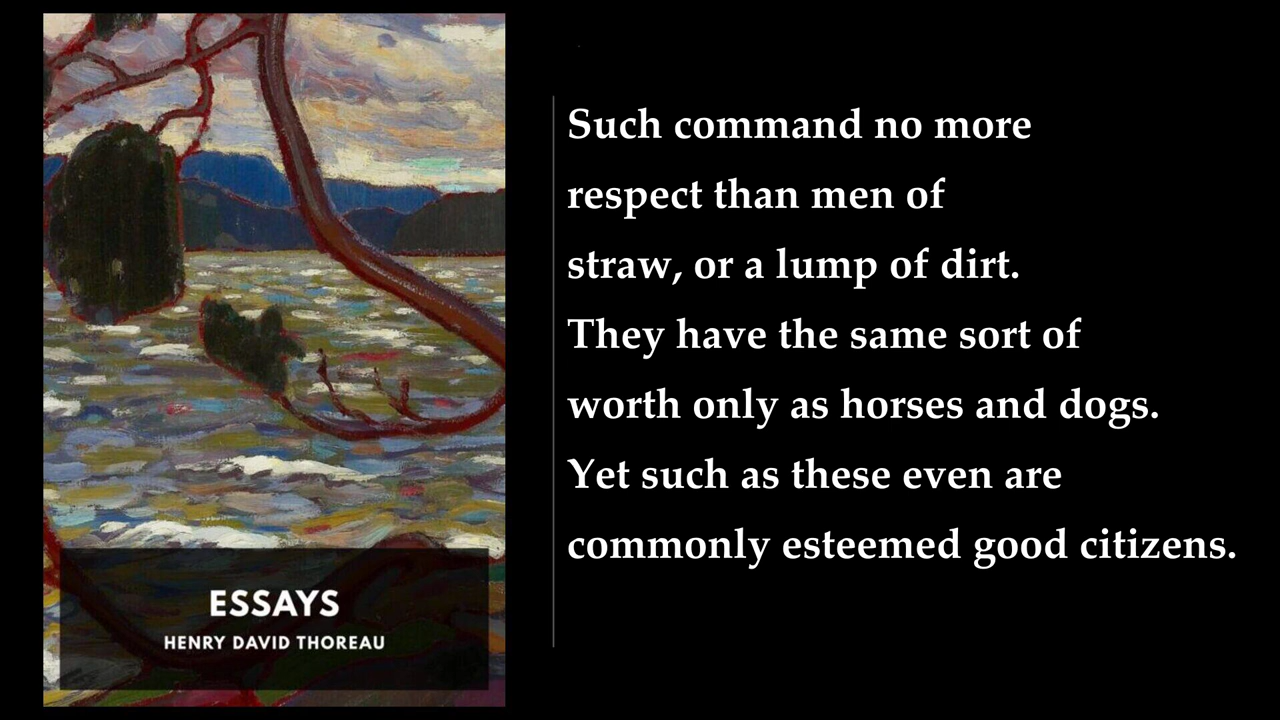 ESSAYS
HENRY DAVID THOREAU
Such command no more
respect than men of
straw, or a lump of dirt.
They have the same sort of
worth only as horses and dogs.
Yet such as these even are
commonly esteemed good citizens.